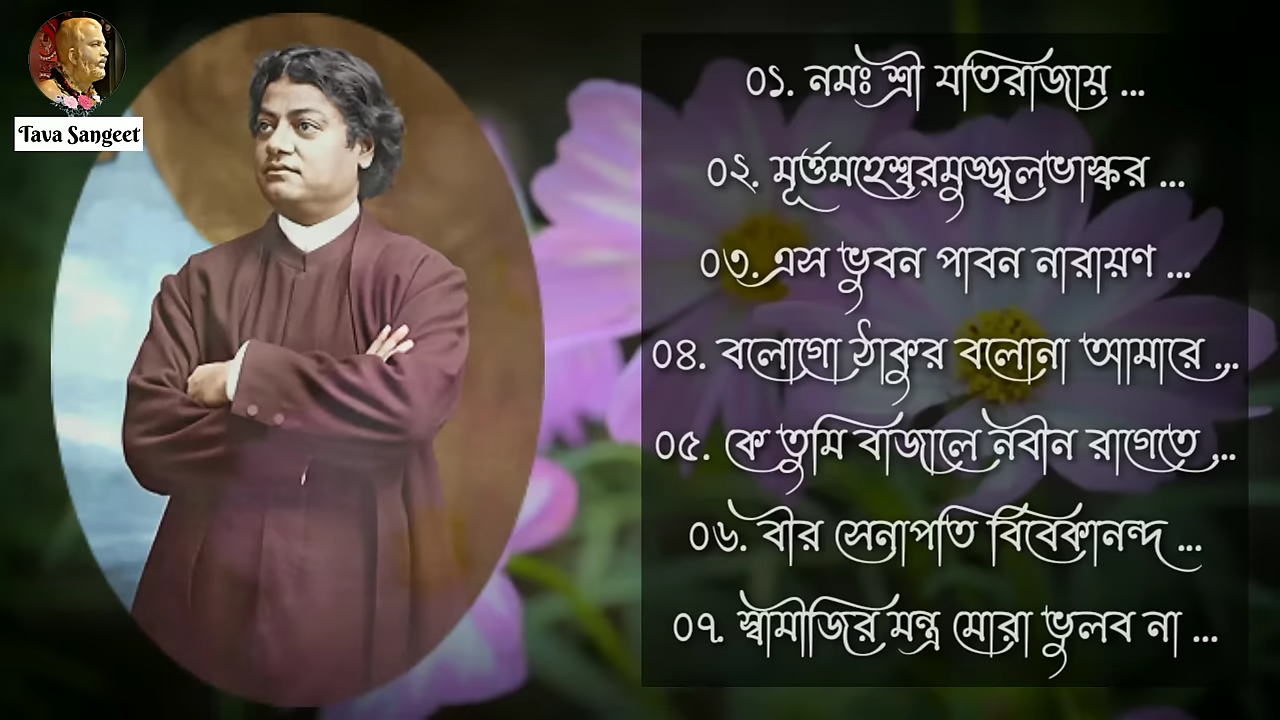 Tava Sangeet
০১. নমঃ শ্রী যতিরাজায় ...
০২. মূর্ত্তমহেশ্বরমুজ্জ্বলভাস্কর ...
০৩. এস ভুবন পাবন নারায়ণ ...
০৪. বলোগো ঠাকুর বলোনা আমারে ...
০৫. কে তুমি বাজালে নবীন রাগেতে ...
০৬. বীর সেনাপতি বিবেকানন্দ ...
০৭. স্বামীজির মন্ত্র মোরা ভুলব না ...